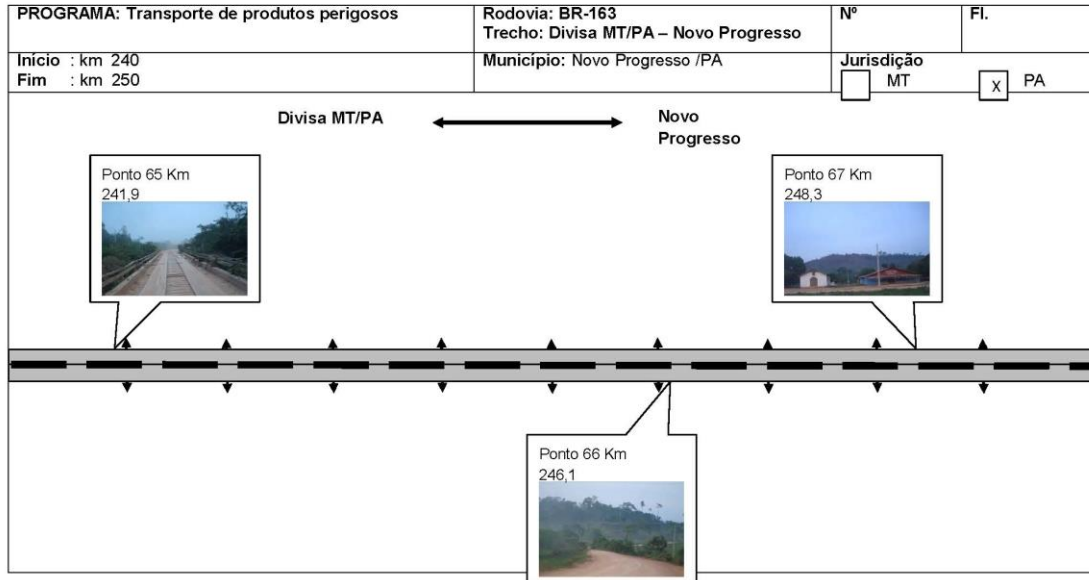 PROGRAMA: Transporte de produtos perigosos
Rodovia: BR-163
Trecho: Divisa MT/PA – Novo Progresso
Nº
Fl.
Início : km 240
Fim : km 250
Município: Novo Progresso /PA
Jurisdição
MT
X PA
Divisa MT/PA
Novo
Progresso
Ponto 65 Km
241,9
Ponto 67 Km
248,3
Ponto 66 Km
246,1